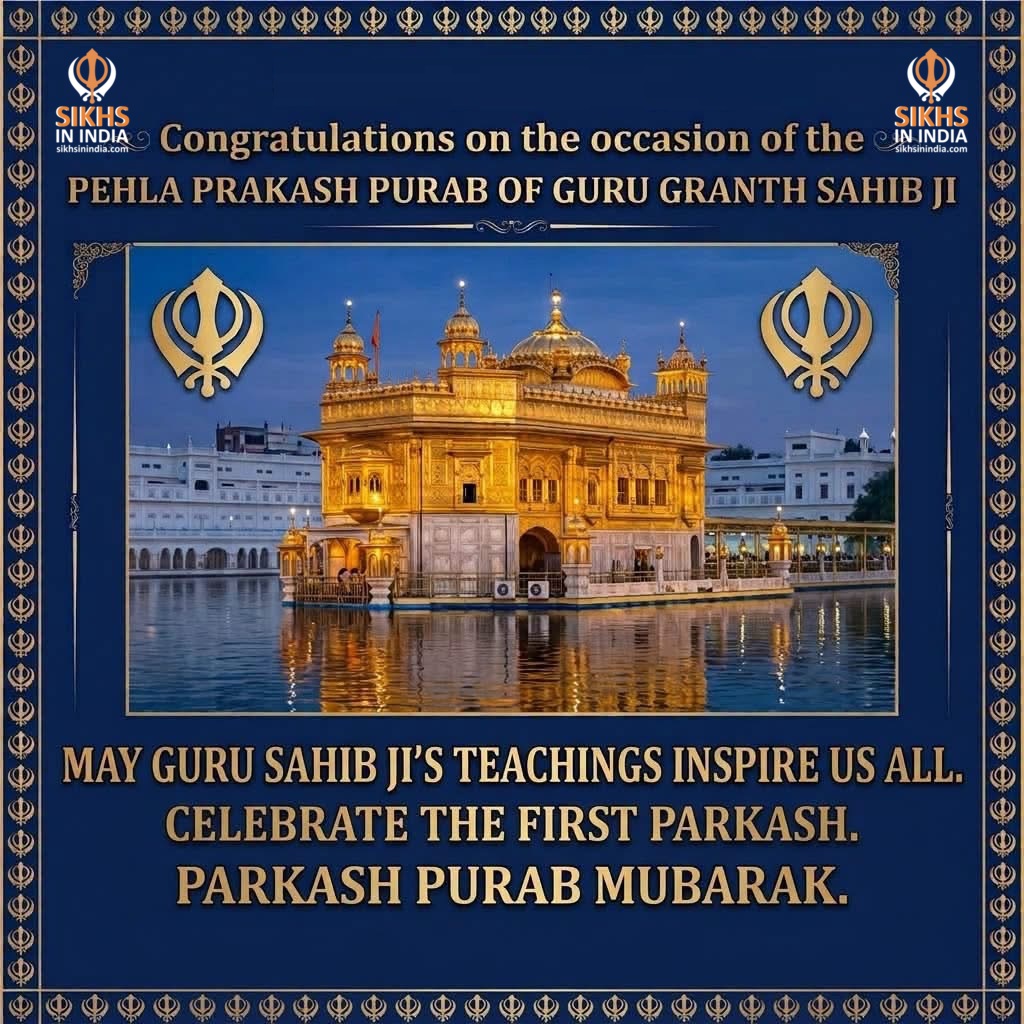 SIKHS
IN INDIA
sikhsinindia.com
SIKHS
IN INDIA
sikhsinindia.com
Congratulations on the occasion of the
PEHLA PRAKASH PURAB OF GURU GRANTH SAHIB JI
MAY GURU SAHIB JI'S TEACHINGS INSPIRE US ALL.
CELEBRATE THE FIRST PARKASH.
PARKASH PURAB MUBARAK.